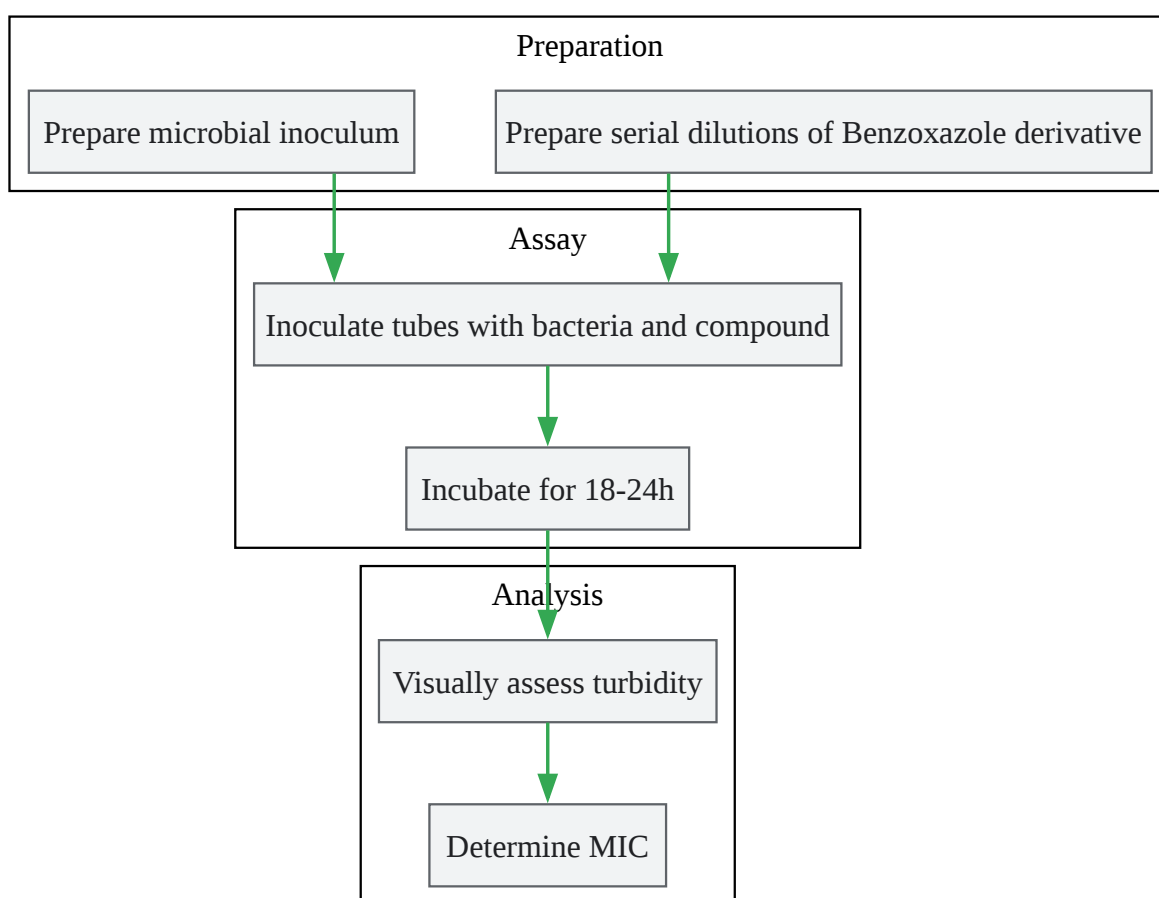 Preparation
Prepare microbial inoculum
Prepare serial dilutions of Benzoxazole derivative
Assay
Inoculate tubes with bacteria and compound
Incubate for 18-24h
Analysis
Visually assess turbidity
Determine MIC